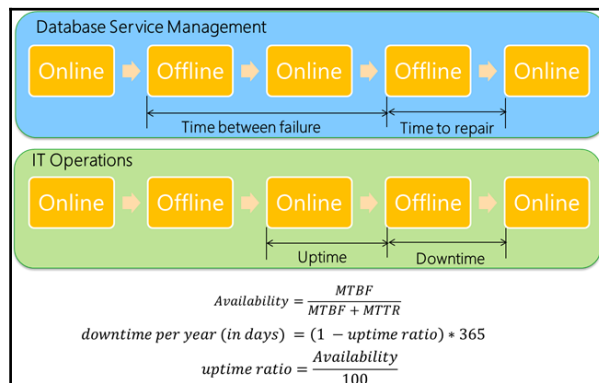 Database Service Management
Online Offline Online Offline Online
Time between failure Time to repair
IT Operations
Online Offline Online Offline Online
Uptime Downtime
Availability = MTBF / MTBF + MTTR
downtime per year (in days) = (1 − uptime ratio) * 365
uptime ratio = Availability / 100